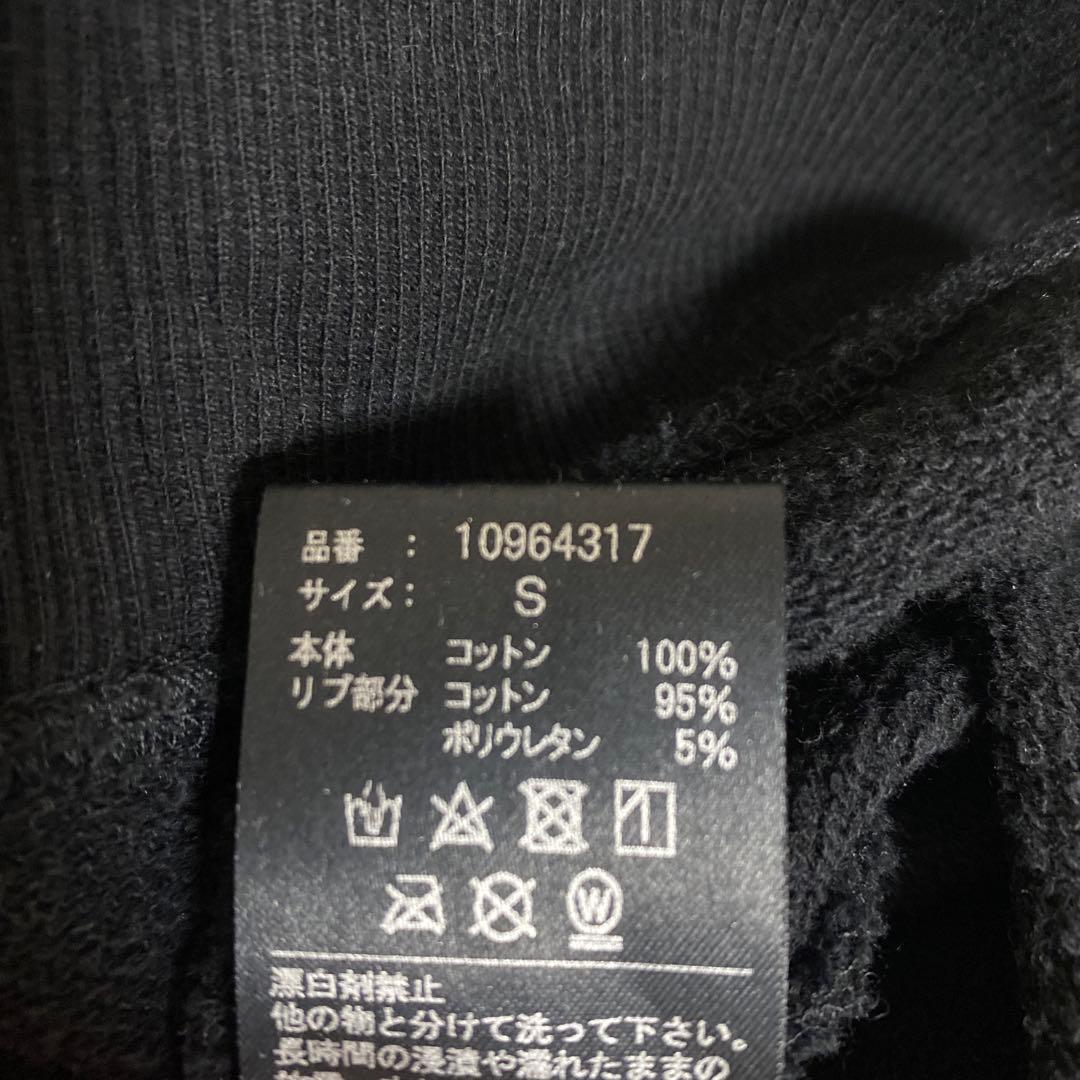 品番 : 10964317
サイズ: S
本体 コットン 100%
リブ部分 コットン 95%
ポリウレタン 5%
W
漂白剤禁止
他の物と分けて洗って下さい。
長時間の浸漬や濡れたままの